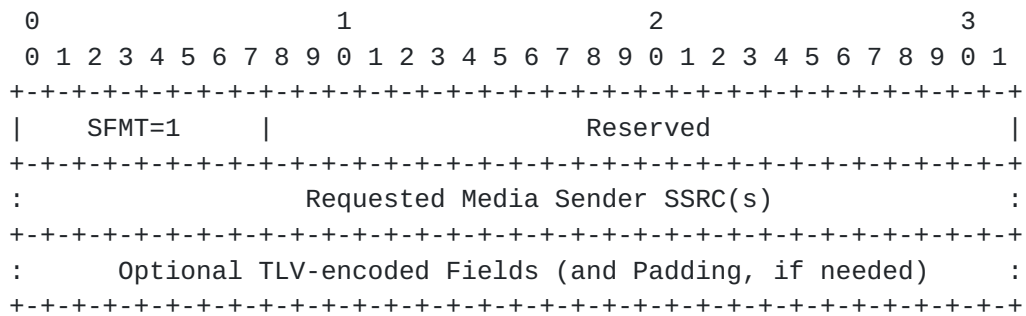 0                   1                   2                   3
 0 1 2 3 4 5 6 7 8 9 0 1 2 3 4 5 6 7 8 9 0 1 2 3 4 5 6 7 8 9 0 1
+-+-+-+-+-+-+-+-+-+-+-+-+-+-+-+-+-+-+-+-+-+-+-+-+-+-+-+-+-+-+-+-+
|    SFMT=1     |                    Reserved                   |
+-+-+-+-+-+-+-+-+-+-+-+-+-+-+-+-+-+-+-+-+-+-+-+-+-+-+-+-+-+-+-+-+
:                  Requested Media Sender SSRC(s)               :
+-+-+-+-+-+-+-+-+-+-+-+-+-+-+-+-+-+-+-+-+-+-+-+-+-+-+-+-+-+-+-+-+
:      Optional TLV-encoded Fields (and Padding, if needed)     :
+-+-+-+-+-+-+-+-+-+-+-+-+-+-+-+-+-+-+-+-+-+-+-+-+-+-+-+-+-+-+-+-+